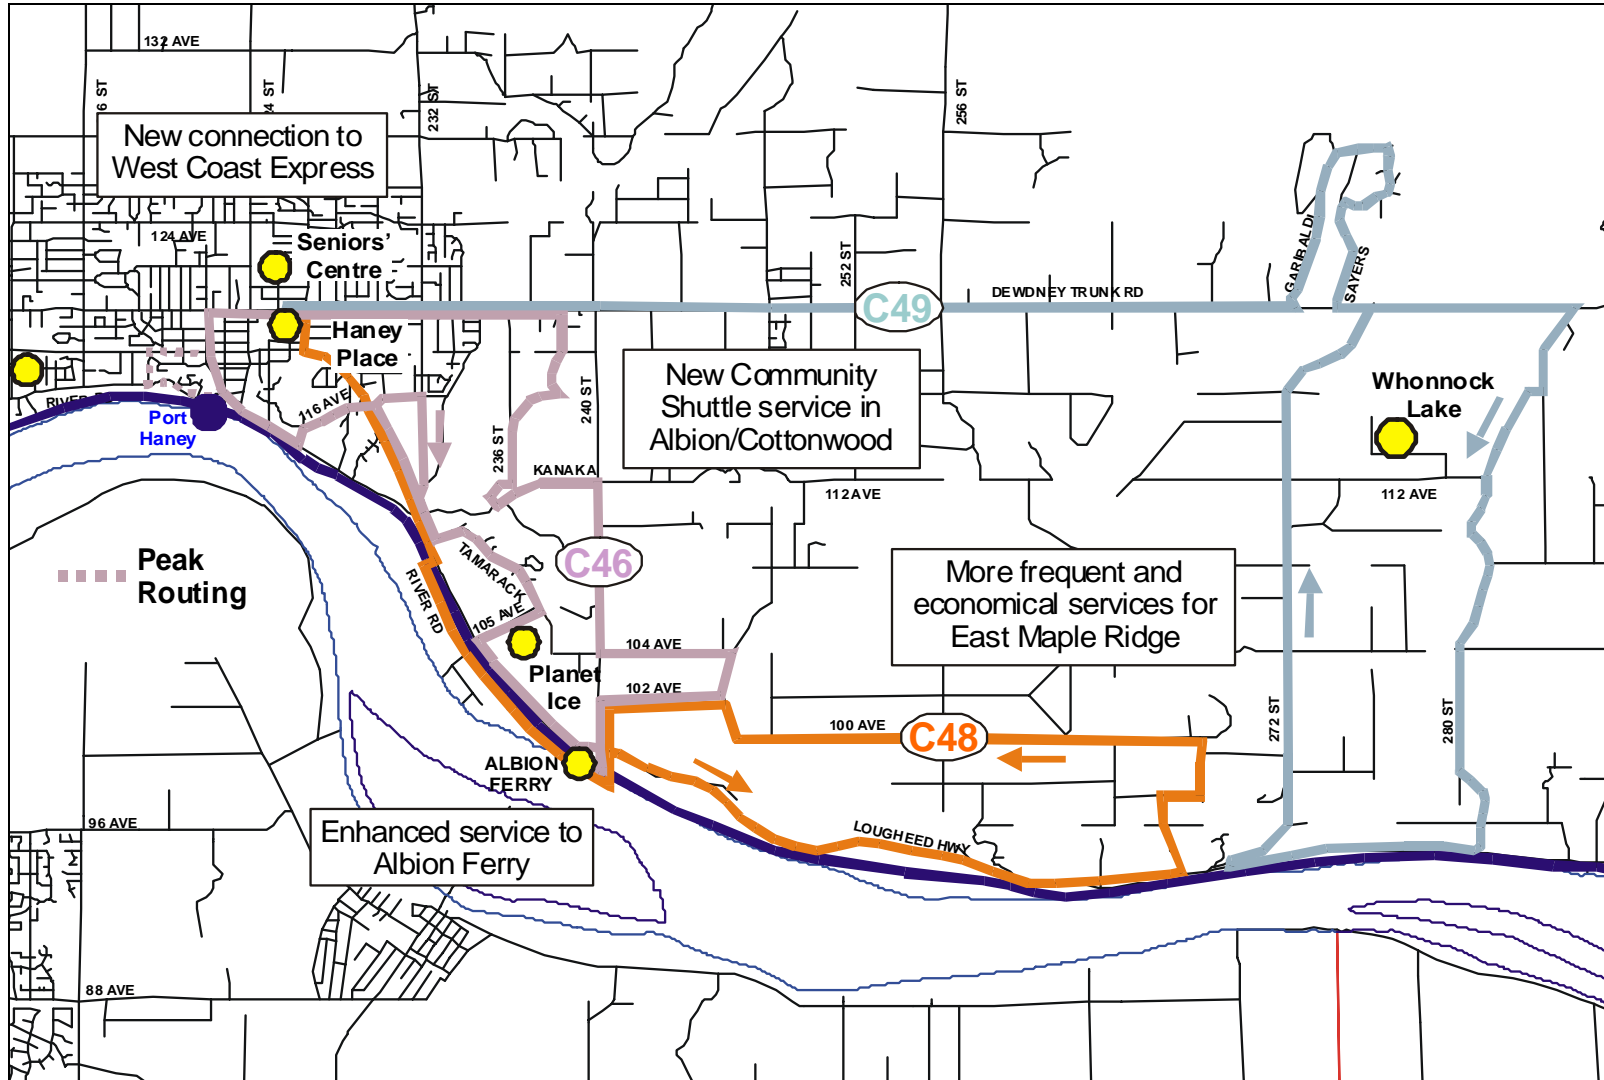 132 AVE
6 ST
24 ST
232 ST
256 ST
New connection to
West Coast Express
124 AVE
Seniors'
Centre
252 ST
GARIBALDI
SAYERS
DEWDNEY TRUNK RD
C49
Haney
Place
RIVER
Port
Haney
116 AVE
236 ST
240 ST
New Community
Shuttle service in
Albion/Cottonwood
Whonnock
Lake
KANAKA
112 AVE
112 AVE
Peak
Routing
TAMARACK
C46
RIVER RD
105 AVE
More frequent and
economical services for
East Maple Ridge
104 AVE
Planet
Ice
102 AVE
100 AVE
C48
272 ST
280 ST
ALBION
FERRY
96 AVE
Enhanced service to
Albion Ferry
LOUGHEED HWY
88 AVE